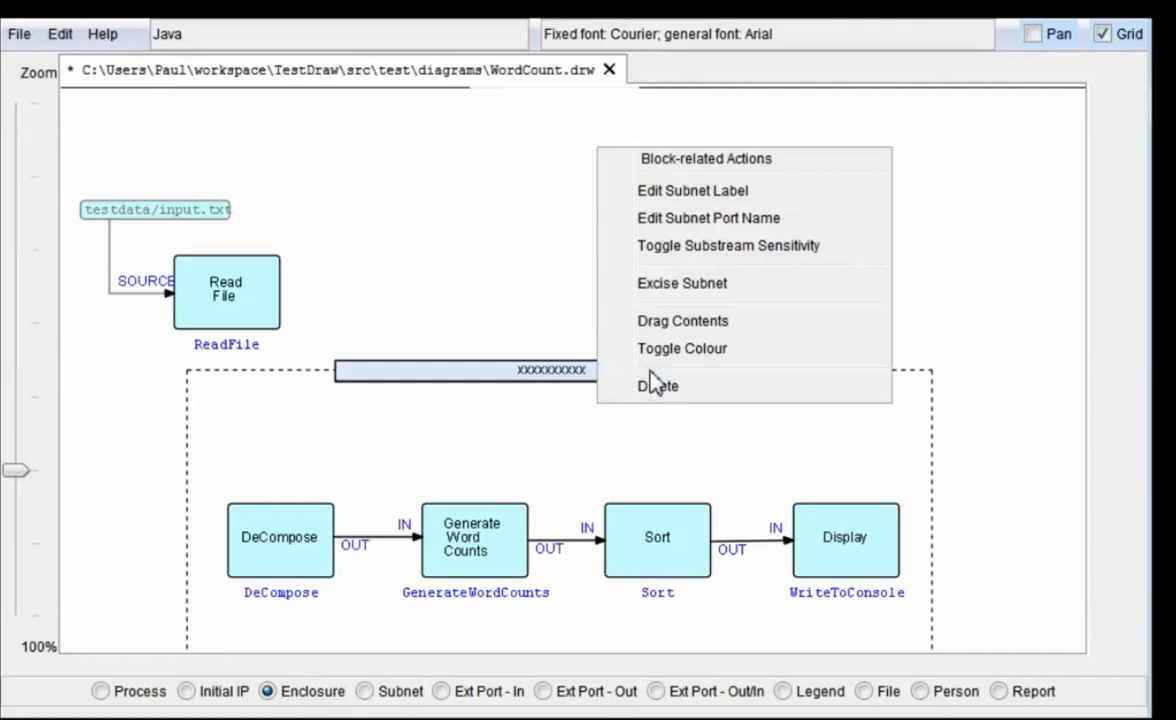 File Edit Help Java Fixed font: Courier; general font: Arial Pan Grid
Zoom * C:\Users\Paul\workspace\TestDraw\src\test\diagrams\WordCount.drw
Block-related Actions
Edit Subnet Label
Edit Subnet Port Name
Toggle Substream Sensitivity
Excise Subnet
Drag Contents
Toggle Colour
testdata/input.txt
SOURCE
Read
File
ReadFile
XXXXXXXXXX
DeCompose
OUT
IN
Generate
Word
Counts
OUT
IN
Sort
OUT
IN
Display
DeCompose GenerateWordCounts Sort WriteToConsole
100%
Process Initial IP Enclosure Subnet Ext Port - In Ext Port - Out Ext Port - Out/In Legend File Person Report